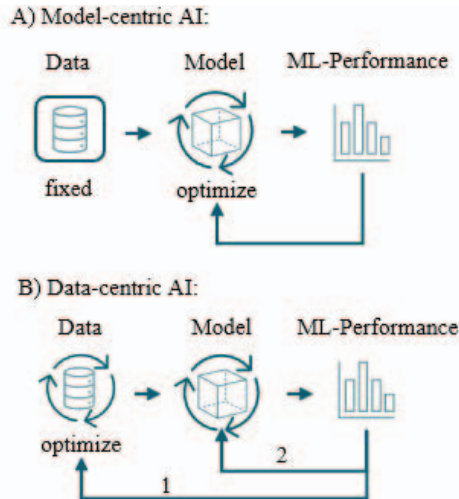 A) Model-centric AI:
Data Model ML-Performance
fixed optimize
B) Data-centric AI:
Data Model ML-Performance
optimize
2
1